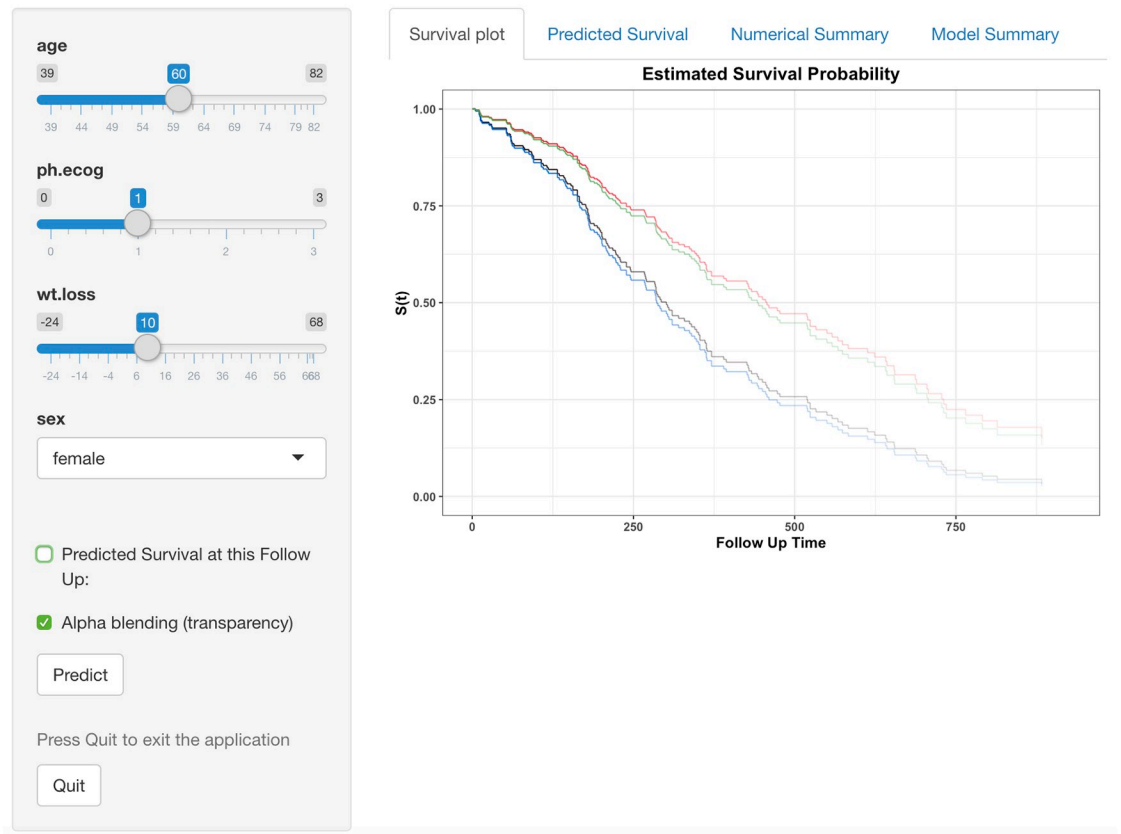 age
39 60 82
39 44 49 54 59 64 69 74 79 82
ph.ecog
0 1 3
0 1 2 3
wt.loss
-24 10 68
-24 -14 -4 6 16 26 36 46 56 66 68
sex
female
Predicted Survival at this Follow
Up:
Alpha blending (transparency)
Predict
Press Quit to exit the application
Quit
Survival plot Predicted Survival Numerical Summary Model Summary
Estimated Survival Probability
S(t)
1.00
0.75
0.50
0.25
0.00
0 250 500 750
Follow Up Time